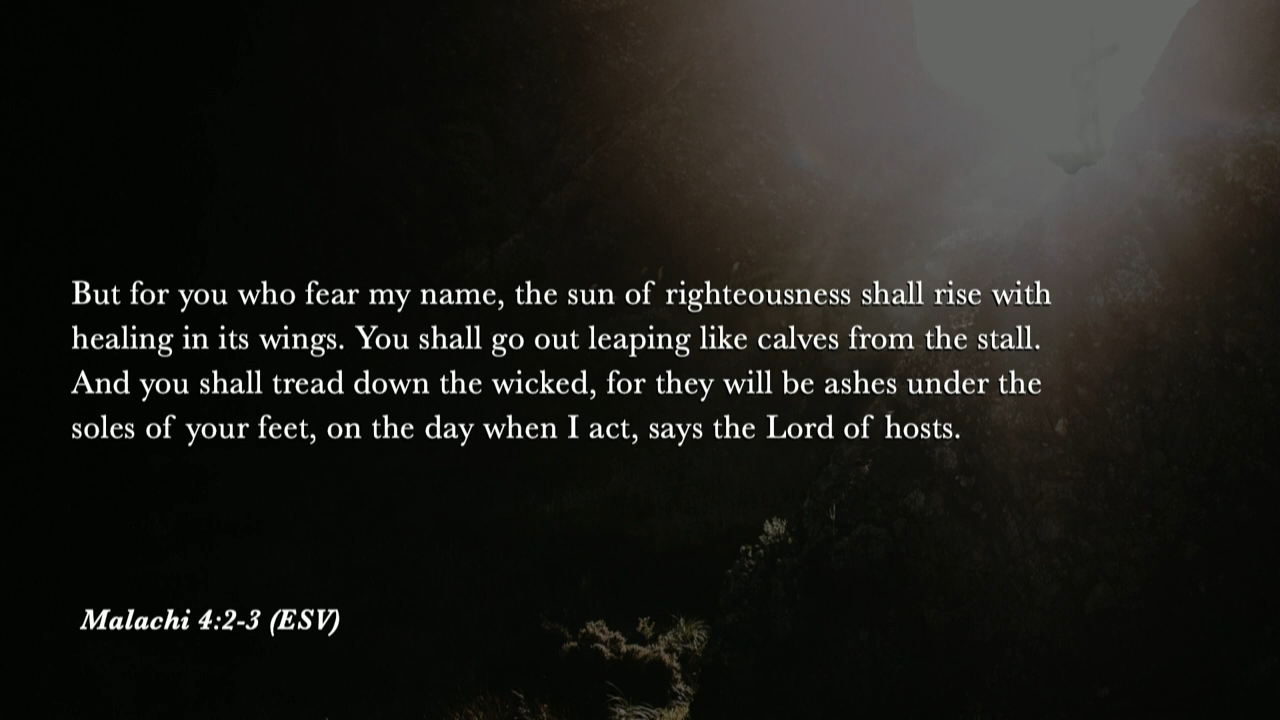 But for you who fear my name, the sun of righteousness shall rise with
healing in its wings. You shall go out leaping like calves from the stall.
And you shall tread down the wicked, for they will be ashes under the
soles of your feet, on the day when I act, says the Lord of hosts.
Malachi 4:2-3 (ESV)